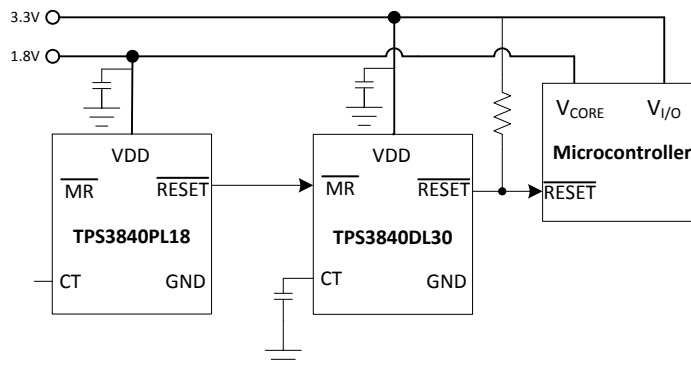 3.3V
1.8V
VDD
MR
RESET
TPS3840PL18
CT
GND
VDD
MR
RESET
TPS3840DL30
CT
GND
VCORE
VI/O
Microcontroller
RESET